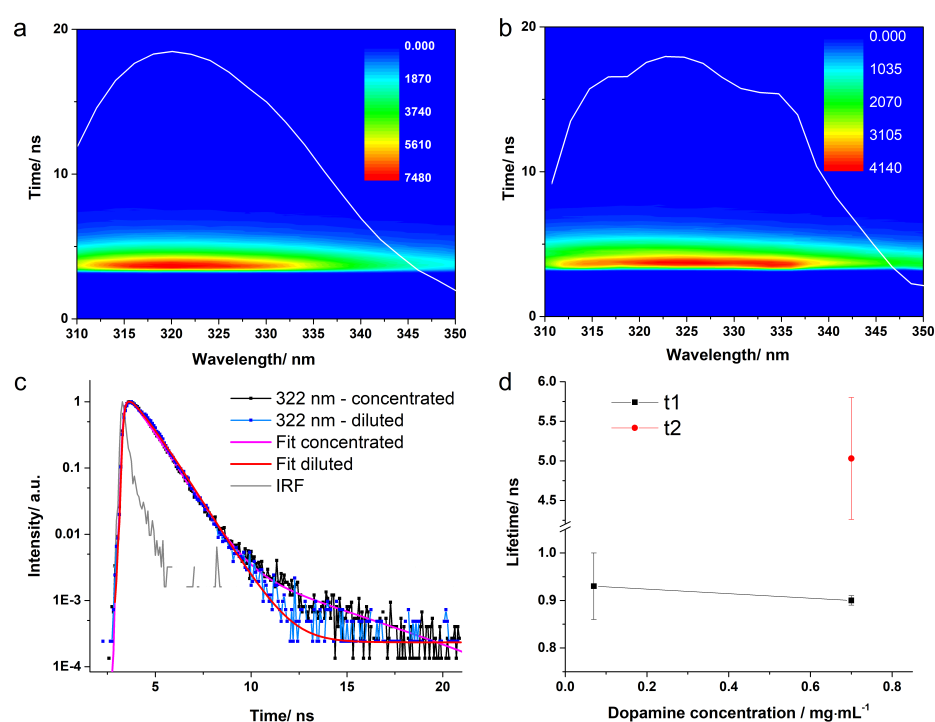 a
20
10
0
Time/ ns
0.000
1870
3740
5610
7480
310 315 320 325 330 335 340 345 350
Wavelength/ nm
b
20
10
0
Time/ ns
0.000
1035
2070
3105
4140
310 315 320 325 330 335 340 345 350
Wavelength/ nm
c
1
0.1
0.01
1E-3
1E-4
Intensity/ a.u.
322 nm - concentrated
322 nm - diluted
Fit concentrated
Fit diluted
IRF
5 10 15 20
Time/ ns
d
6.0
5.5
5.0
4.5
1.0
0.9
0.8
Lifetime/ ns
t1
t2
0.0 0.2 0.4 0.6 0.8
Dopamine concentration / mg·mL⁻¹